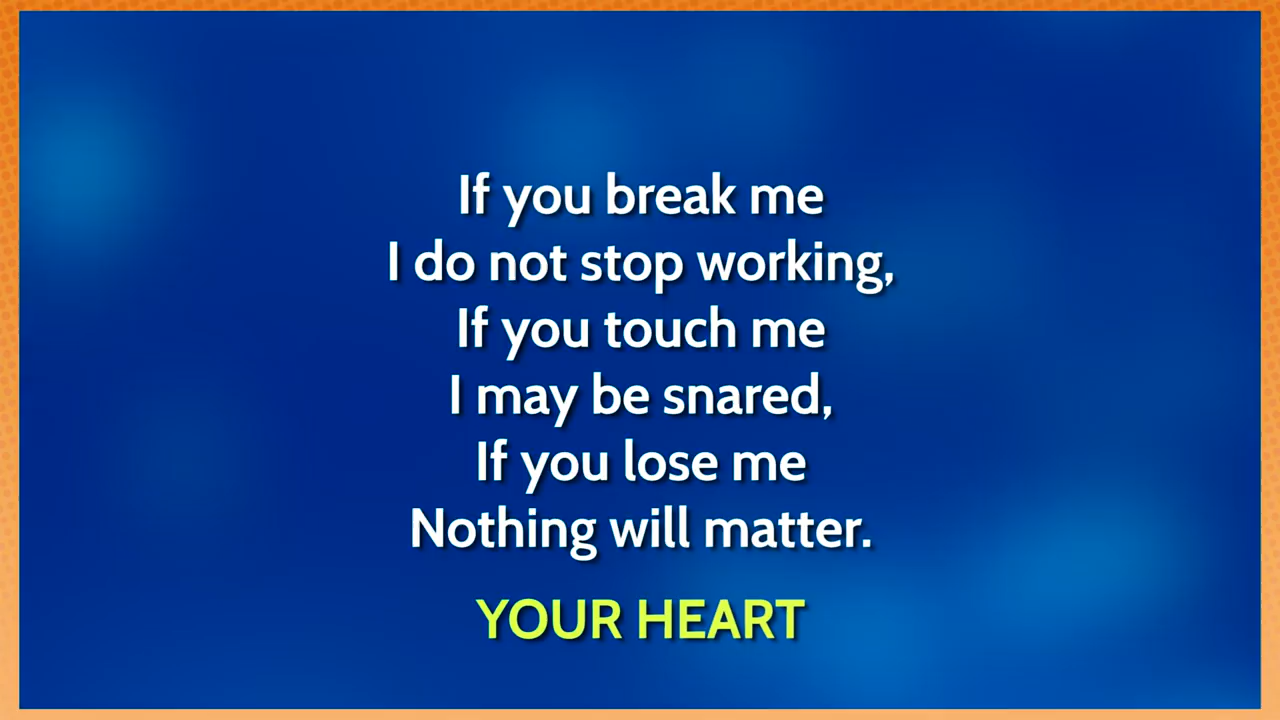 If you break me
I do not stop working,
If you touch me
I may be snared,
If you lose me
Nothing will matter.
YOUR HEART